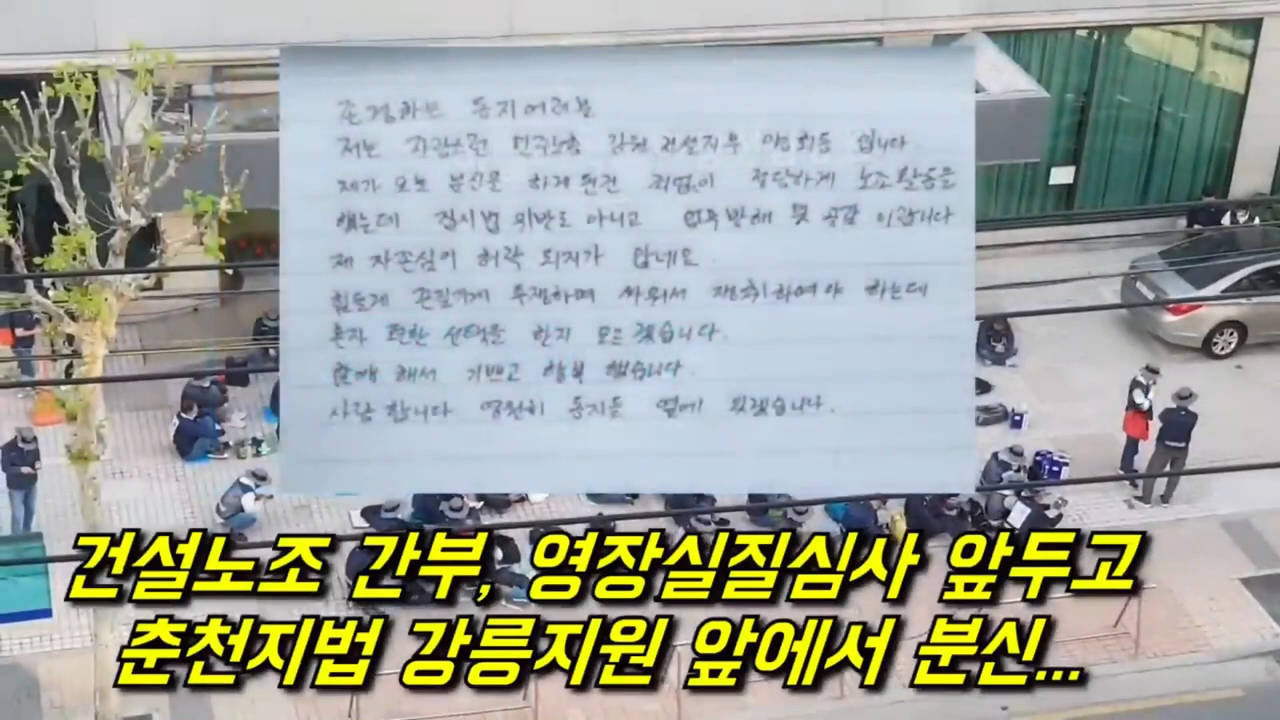 존경하는 동지여러분
저는 자랑스런 민주노총 강원 건설지부 양회동 입니다.
제가 오늘 분신을 하게 된건 죄없이 정당하게 노조활동을
했는데 집시법 위반도 아니고 업무방해 및 공갈 이랍니다
제 자존심이 허락 되지가 않네요.
힘들게 끈질기게 투쟁하며 싸워서 쟁취하여야 하는데
혼자 편한 선택을 한지 모르겠습니다.
함께 해서 기쁘고 행복 했습니다.
사랑 합니다 영원히 동지들 옆에 있겠습니다.
건설노조 간부, 영장실질심사 앞두고
춘천지법 강릉지원 앞에서 분신...